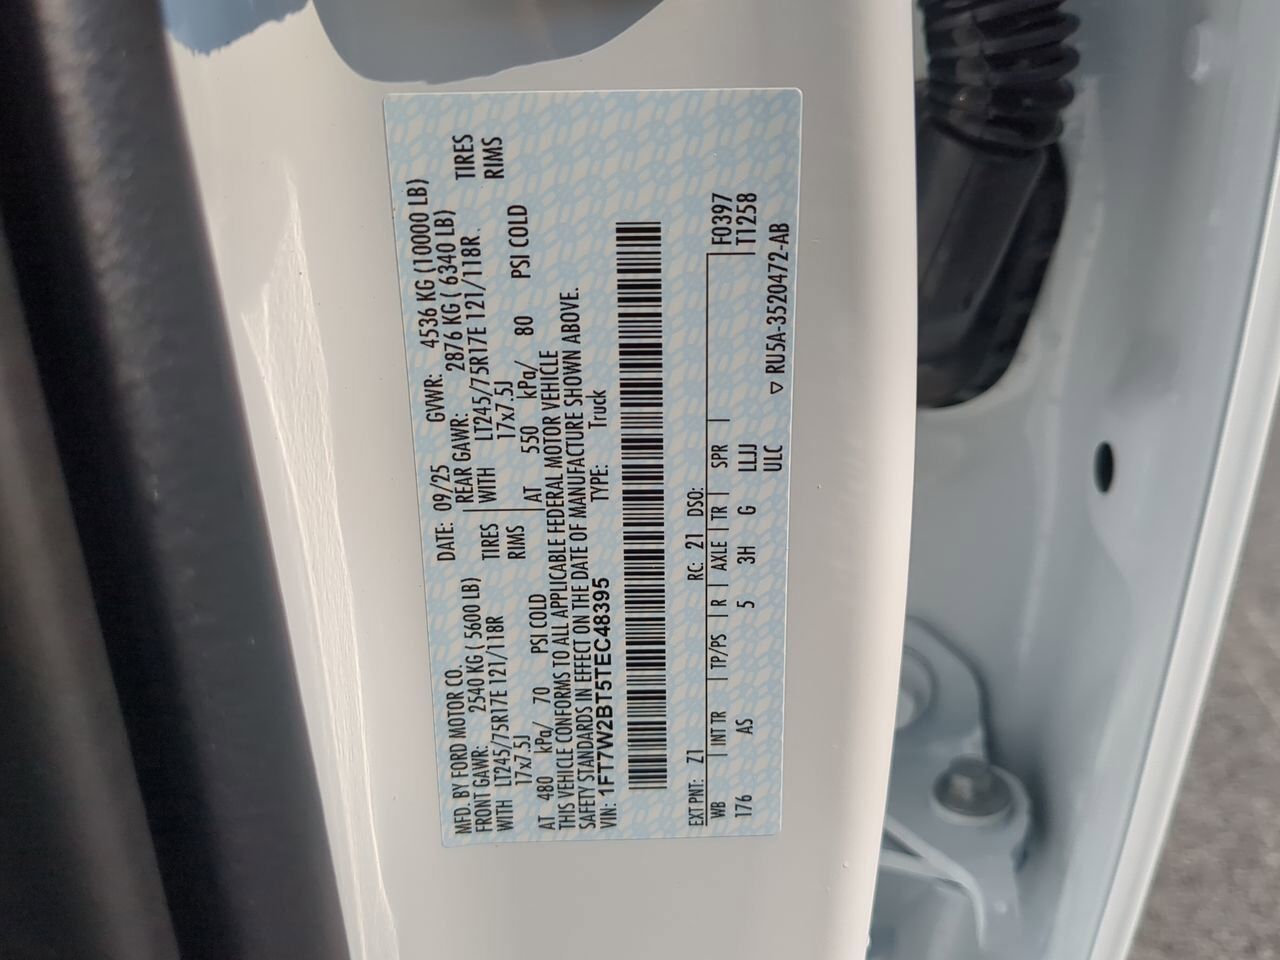 MFD. BY FORD MOTOR CO.
DATE: 09/25 GVWR: 4536 KG (10000 LB)
FRONT GAWR: 2540 KG ( 5600 LB) REAR GAWR: 2876 KG ( 6340 LB)
WITH LT245/75R17E 121/118R TIRES WITH LT245/75R17E 121/118R TIRES
17x7.5J RIMS 17x7.5J RIMS
AT 480 kPa/ 70 PSI COLD AT 550 kPa/ 80 PSI COLD
THIS VEHICLE CONFORMS TO ALL APPLICABLE FEDERAL MOTOR VEHICLE
SAFETY STANDARDS IN EFFECT ON THE DATE OF MANUFACTURE SHOWN ABOVE.
VIN: 1FT7W2BT5TEC48395 TYPE: Truck
EXT PNT: Z1 RC: 21 DSO: F0397
WB INT TR TP/PS R AXLE TR SPR T1258
176 AS 5 3H G LLJJ
ULC ▽ RU5A-3520472-AB